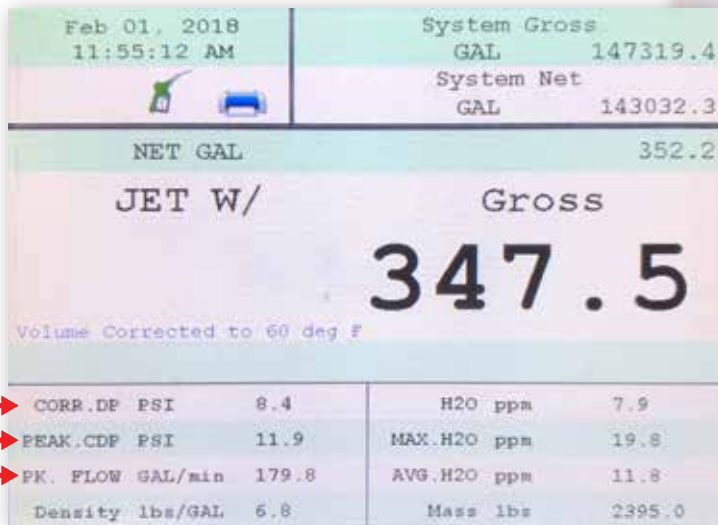 Feb 01, 2018
11:55:12 AM
System Gross
GAL 147319.4
System Net
GAL 143032.3
NET GAL 352.2
JET W/ Gross
347.5
Volume Corrected to 60 deg F
CORR.DP PSI 8.4 H2O ppm 7.9
PEAK.CDP PSI 11.9 MAX.H2O ppm 19.8
PK. FLOW GAL/min 179.8 AVG.H2O ppm 11.8
Density lbs/GAL 6.8 Mass lbs 2395.0